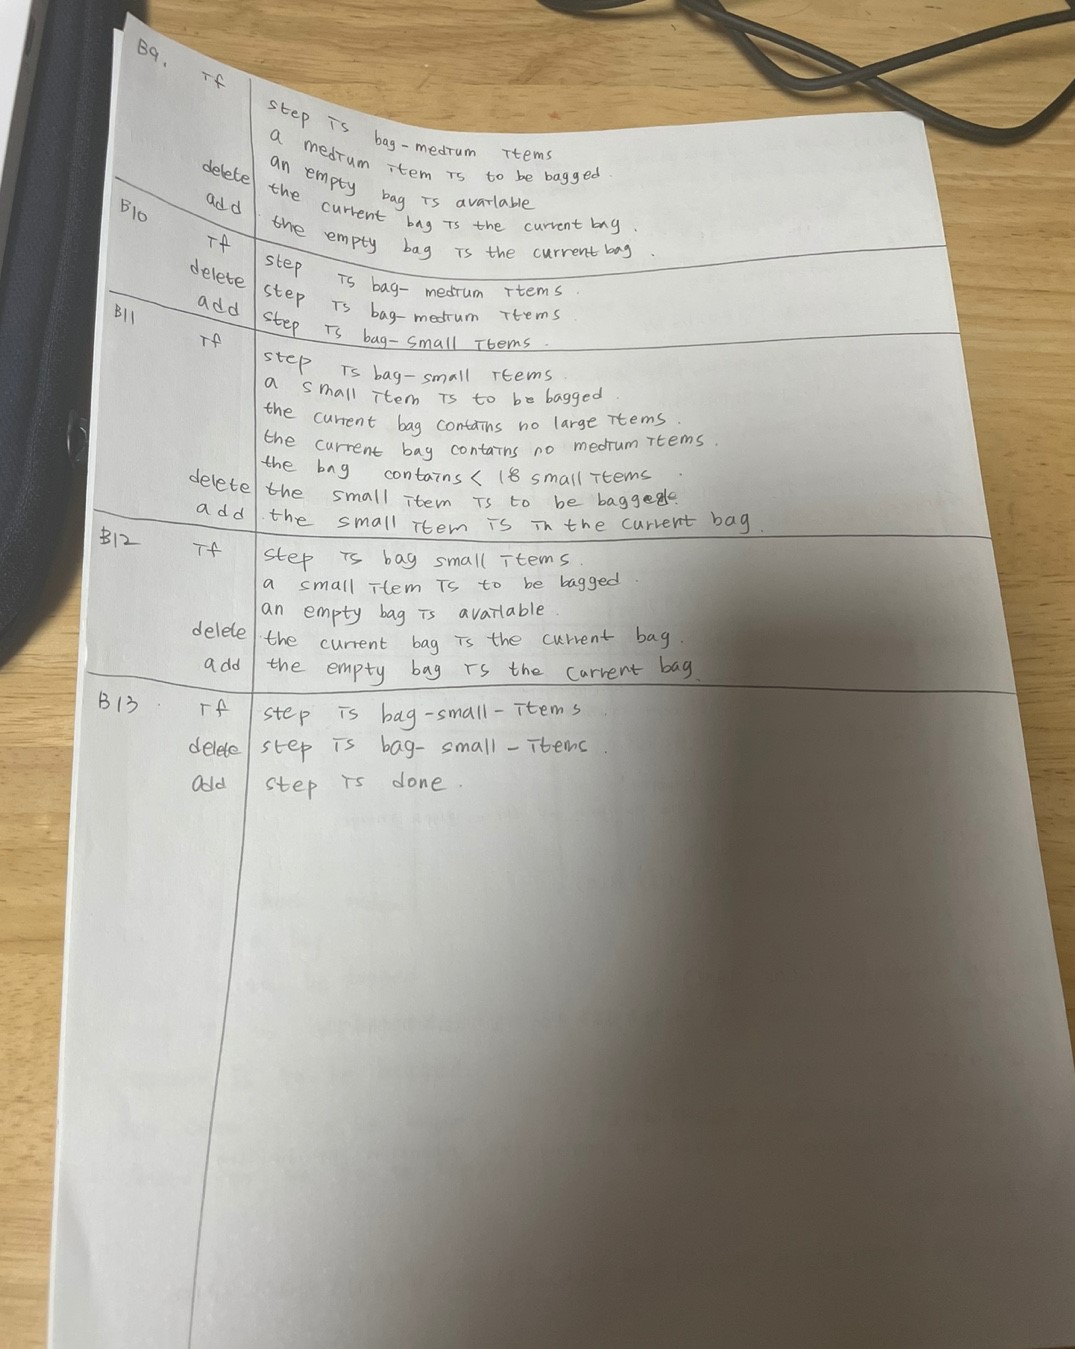 B9.
if step is bag-medium items
a medium item is to be bagged.
an empty bag is available
delete the current bag is the current bag.
add the empty bag is the current bag.
B10
if step is bag-medium items.
delete step is bag-medium items
add step is bag-small items.
B11
if step is bag-small items.
a small item is to be bagged.
the current bag contains no large items.
the current bag contains no medium items.
the bag contains < 18 small items.
delete the small item is to be bagged.
add the small item is in the current bag.
B12 if step is bag small items.
a small item is to be bagged.
an empty bag is available.
delete the current bag is the current bag.
add the empty bag is the current bag.
B13. if step is bag-small-items.
delete step is bag-small-items.
add step is done.